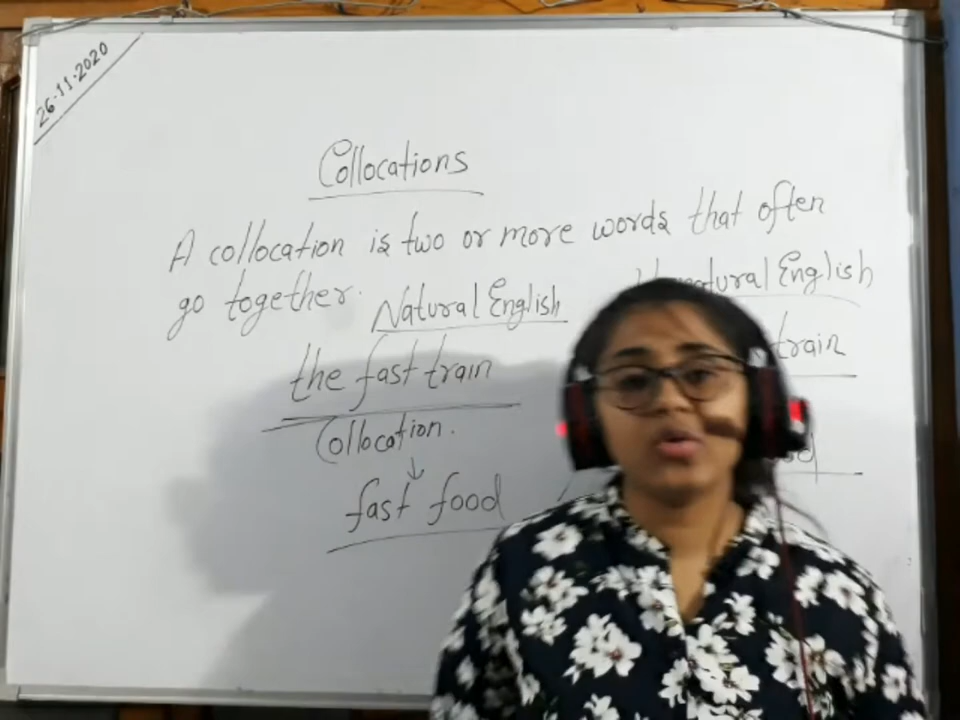 26.11.2020
Collocations
A collocation is two or more words that often
go together.
Natural English
English
the fast train
train
Collocation.
↓
fast food